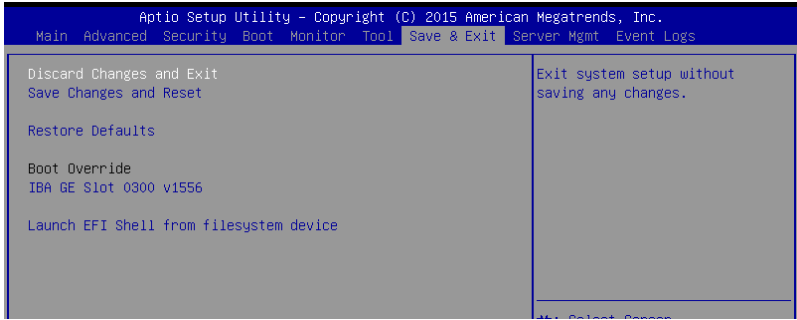 Aptio Setup Utility – Copyright (C) 2015 American Megatrends, Inc.
Main Advanced Security Boot Monitor Tool Save & Exit Server Mgmt Event Logs
Discard Changes and Exit
Save Changes and Reset
Restore Defaults
Boot Override
IBA GE Slot 0300 v1556
Launch EFI Shell from filesystem device
Exit system setup without
saving any changes.
Select Screen